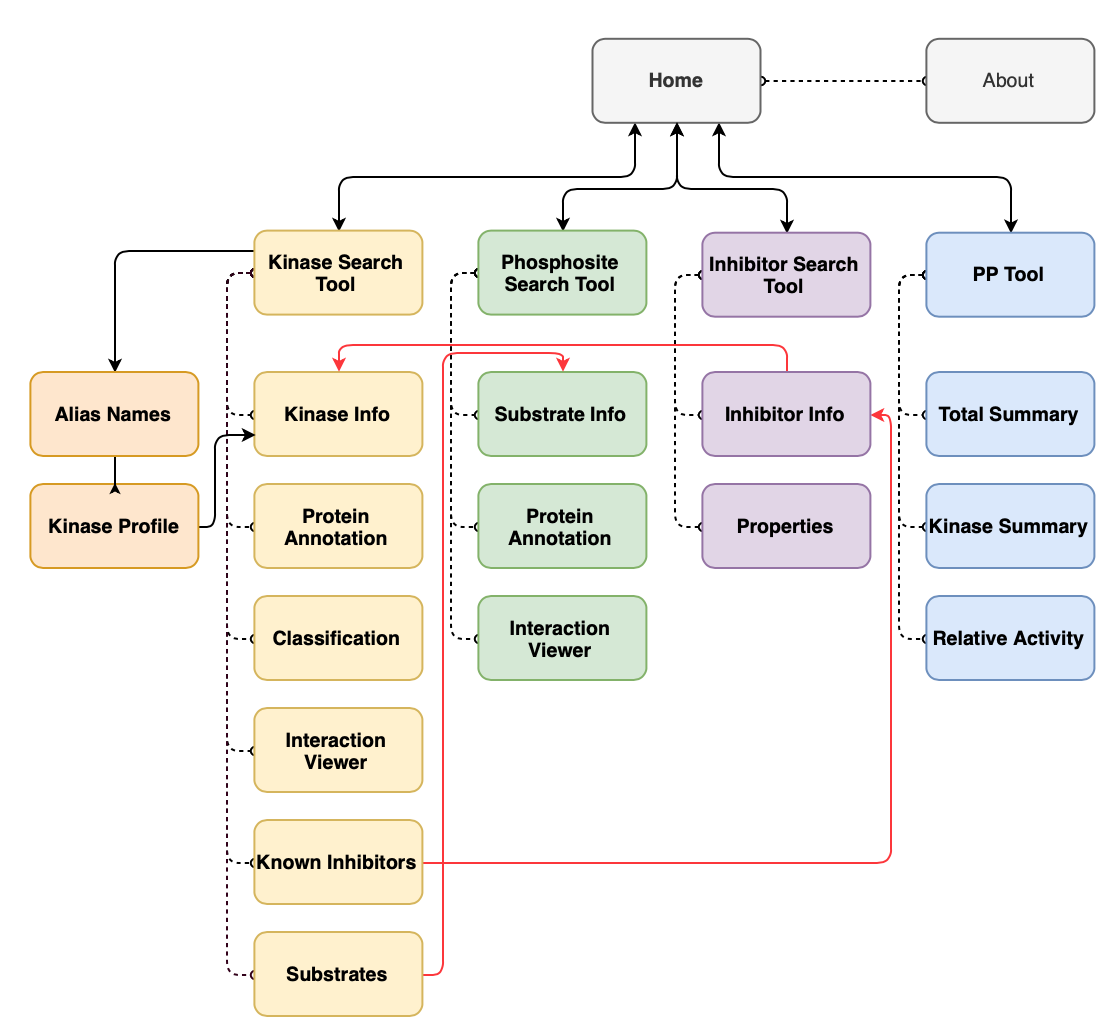 Home
About
Kinase Search
Tool
Phosphosite
Search Tool
Inhibitor Search
Tool
PP Tool
Alias Names
Kinase Info
Substrate Info
Inhibitor Info
Total Summary
Kinase Profile
Protein
Annotation
Protein
Annotation
Properties
Kinase Summary
Classification
Interaction
Viewer
Relative Activity
Interaction
Viewer
Known Inhibitors
Substrates